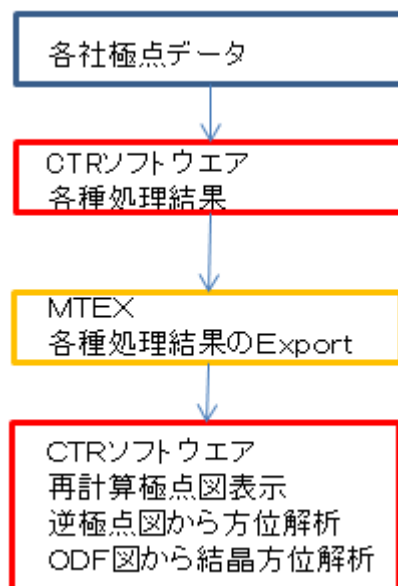 各社極点データ
CTRソフトウエア
各種処理結果
MTEX
各種処理結果のExport
CTRソフトウエア
再計算極点図表示
逆極点図から方位解析
ODF図から結晶方位解析